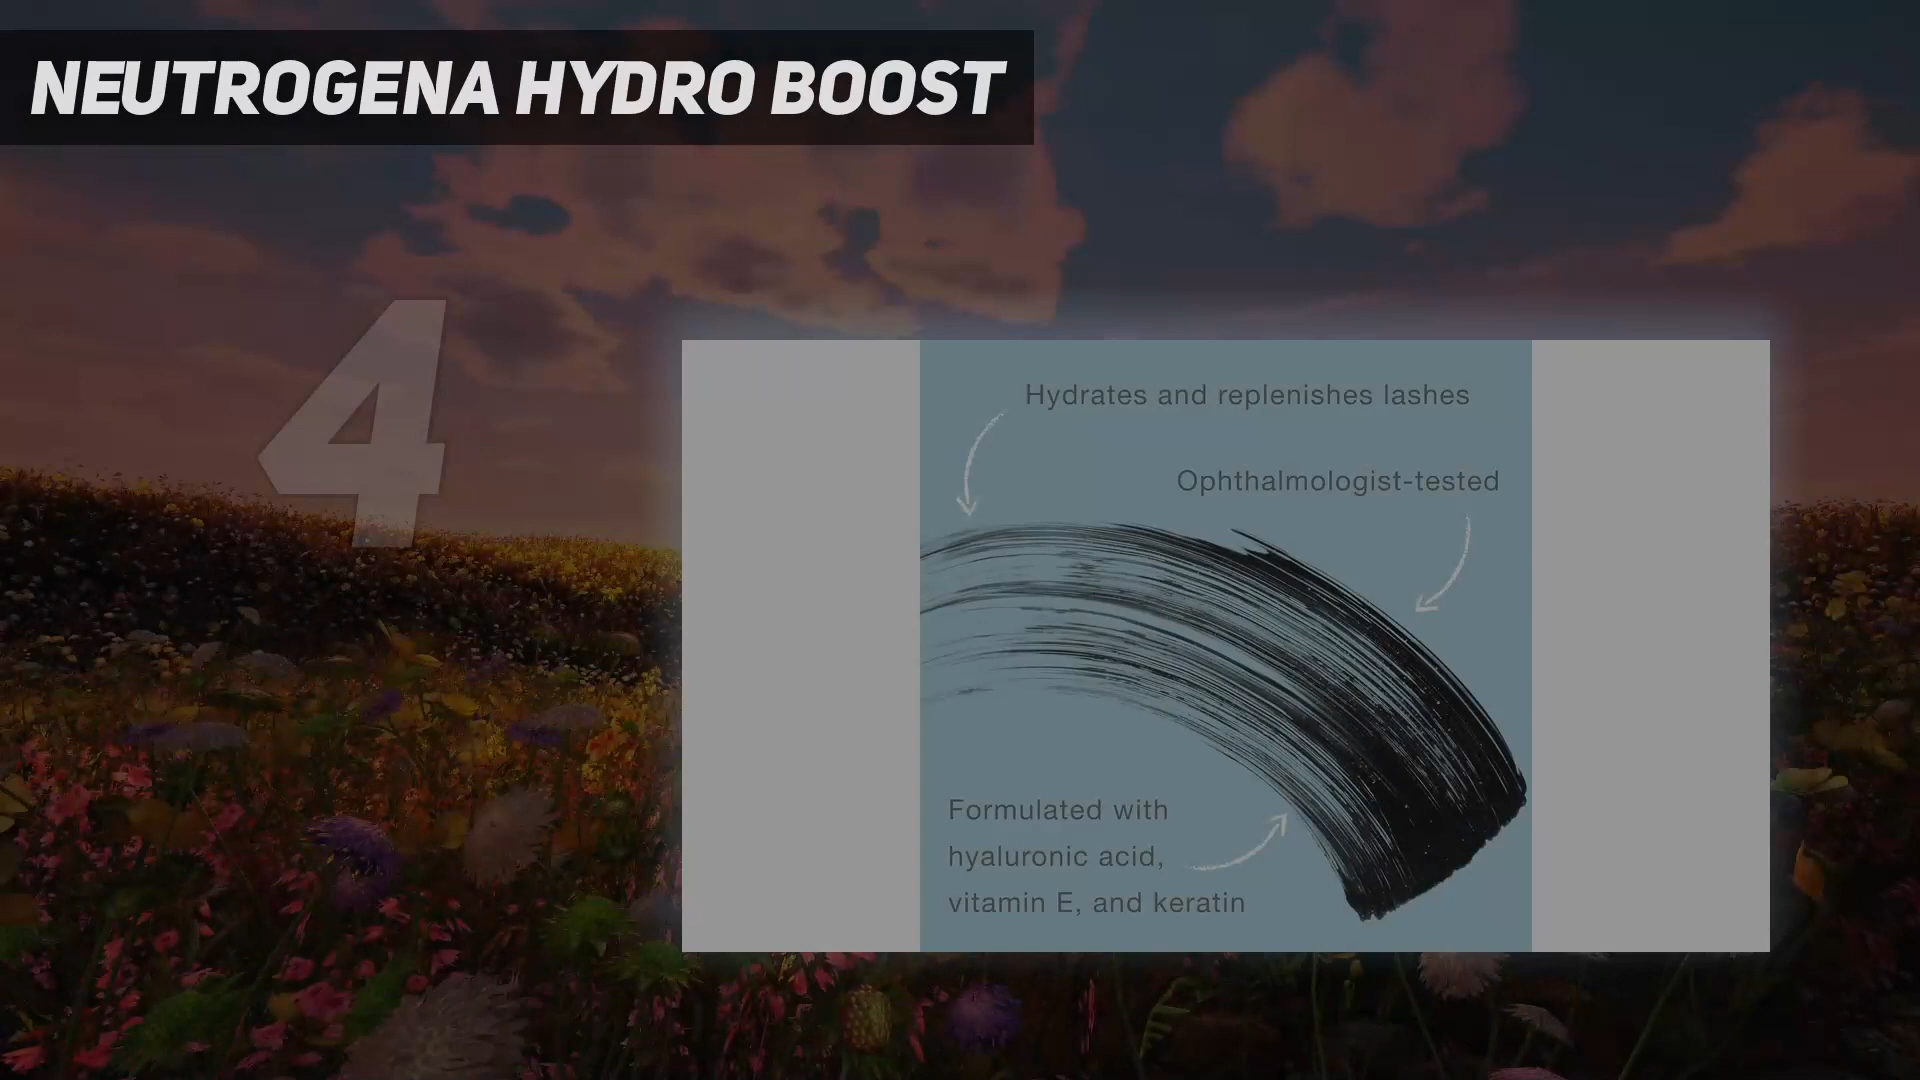 NEUTROGENA HYDRO BOOST
4
Hydrates and replenishes lashes
Ophthalmologist-tested
Formulated with
hyaluronic acid,
vitamin E, and keratin